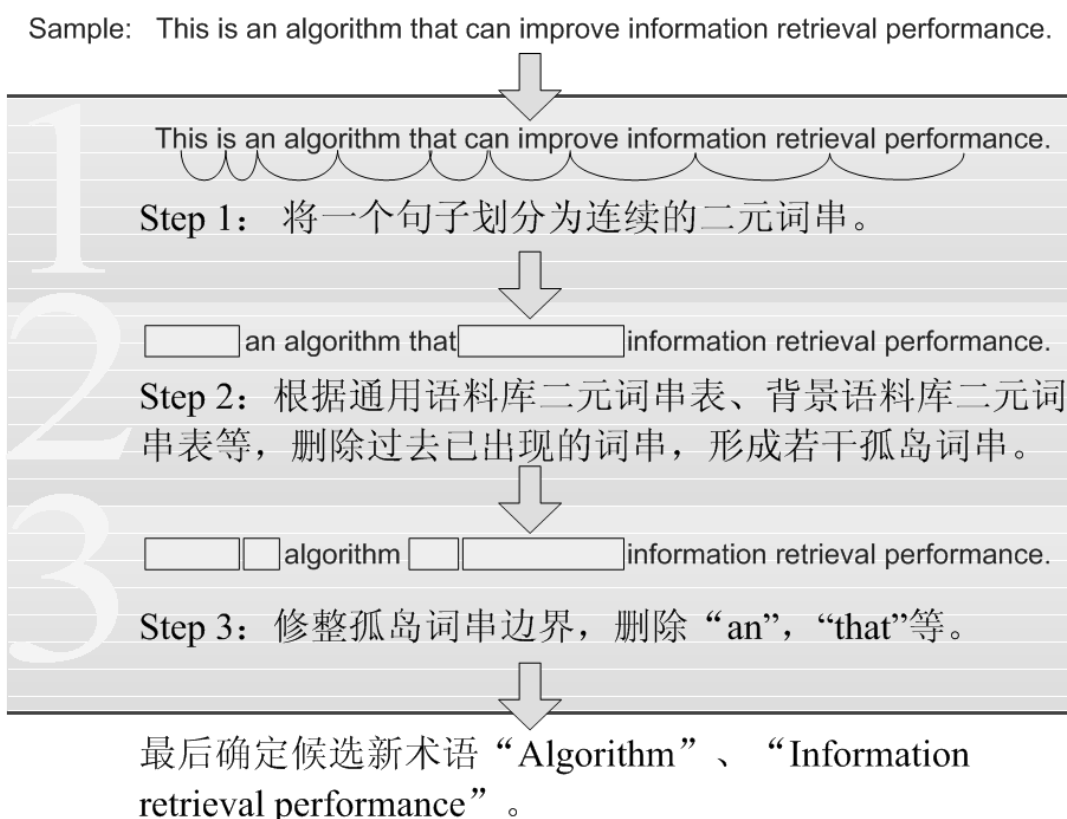 Sample: This is an algorithm that can improve information retrieval performance.
1
This is an algorithm that can improve information retrieval performance.
Step 1： 将一个句子划分为连续的二元词串。
2
an algorithm that information retrieval performance.
Step 2：根据通用语料库二元词串表、背景语料库二元词
串表等，删除过去已出现的词串，形成若干孤岛词串。
3
algorithm information retrieval performance.
Step 3：修整孤岛词串边界，删除“an”，“that”等。
最后确定候选新术语“Algorithm”、“Information
retrieval performance”。